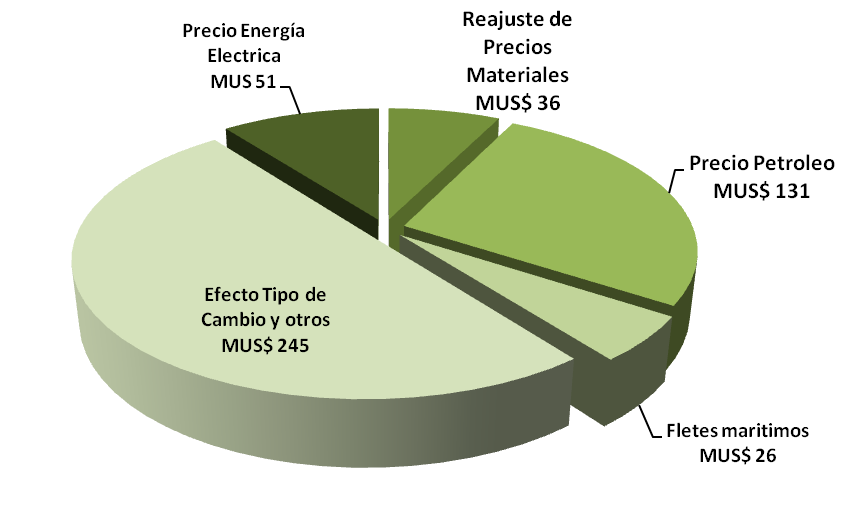 Precio Energía
Electrica
MUS 51
Reajuste de
Precios
Materiales
MUS$ 36
Precio Petroleo
MUS$ 131
Efecto Tipo de
Cambio y otros
MUS$ 245
Fletes maritimos
MUS$ 26